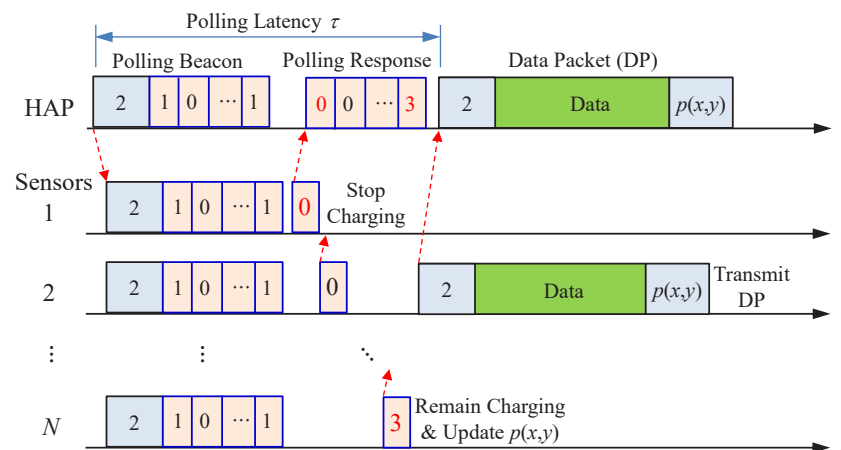 Polling Latency τ
Polling Beacon
Polling Response
Data Packet (DP)
HAP
2 1 0 ··· 1
0 0 ··· 3
2 Data p(x,y)
Sensors
1
2 1 0 ··· 1
0
Stop
Charging
2
2 1 0 ··· 1
0
2 Data p(x,y)
Transmit
DP
⋮ ⋮ ⋱
N
2 1 0 ··· 1
3
Remain Charging
& Update p(x,y)